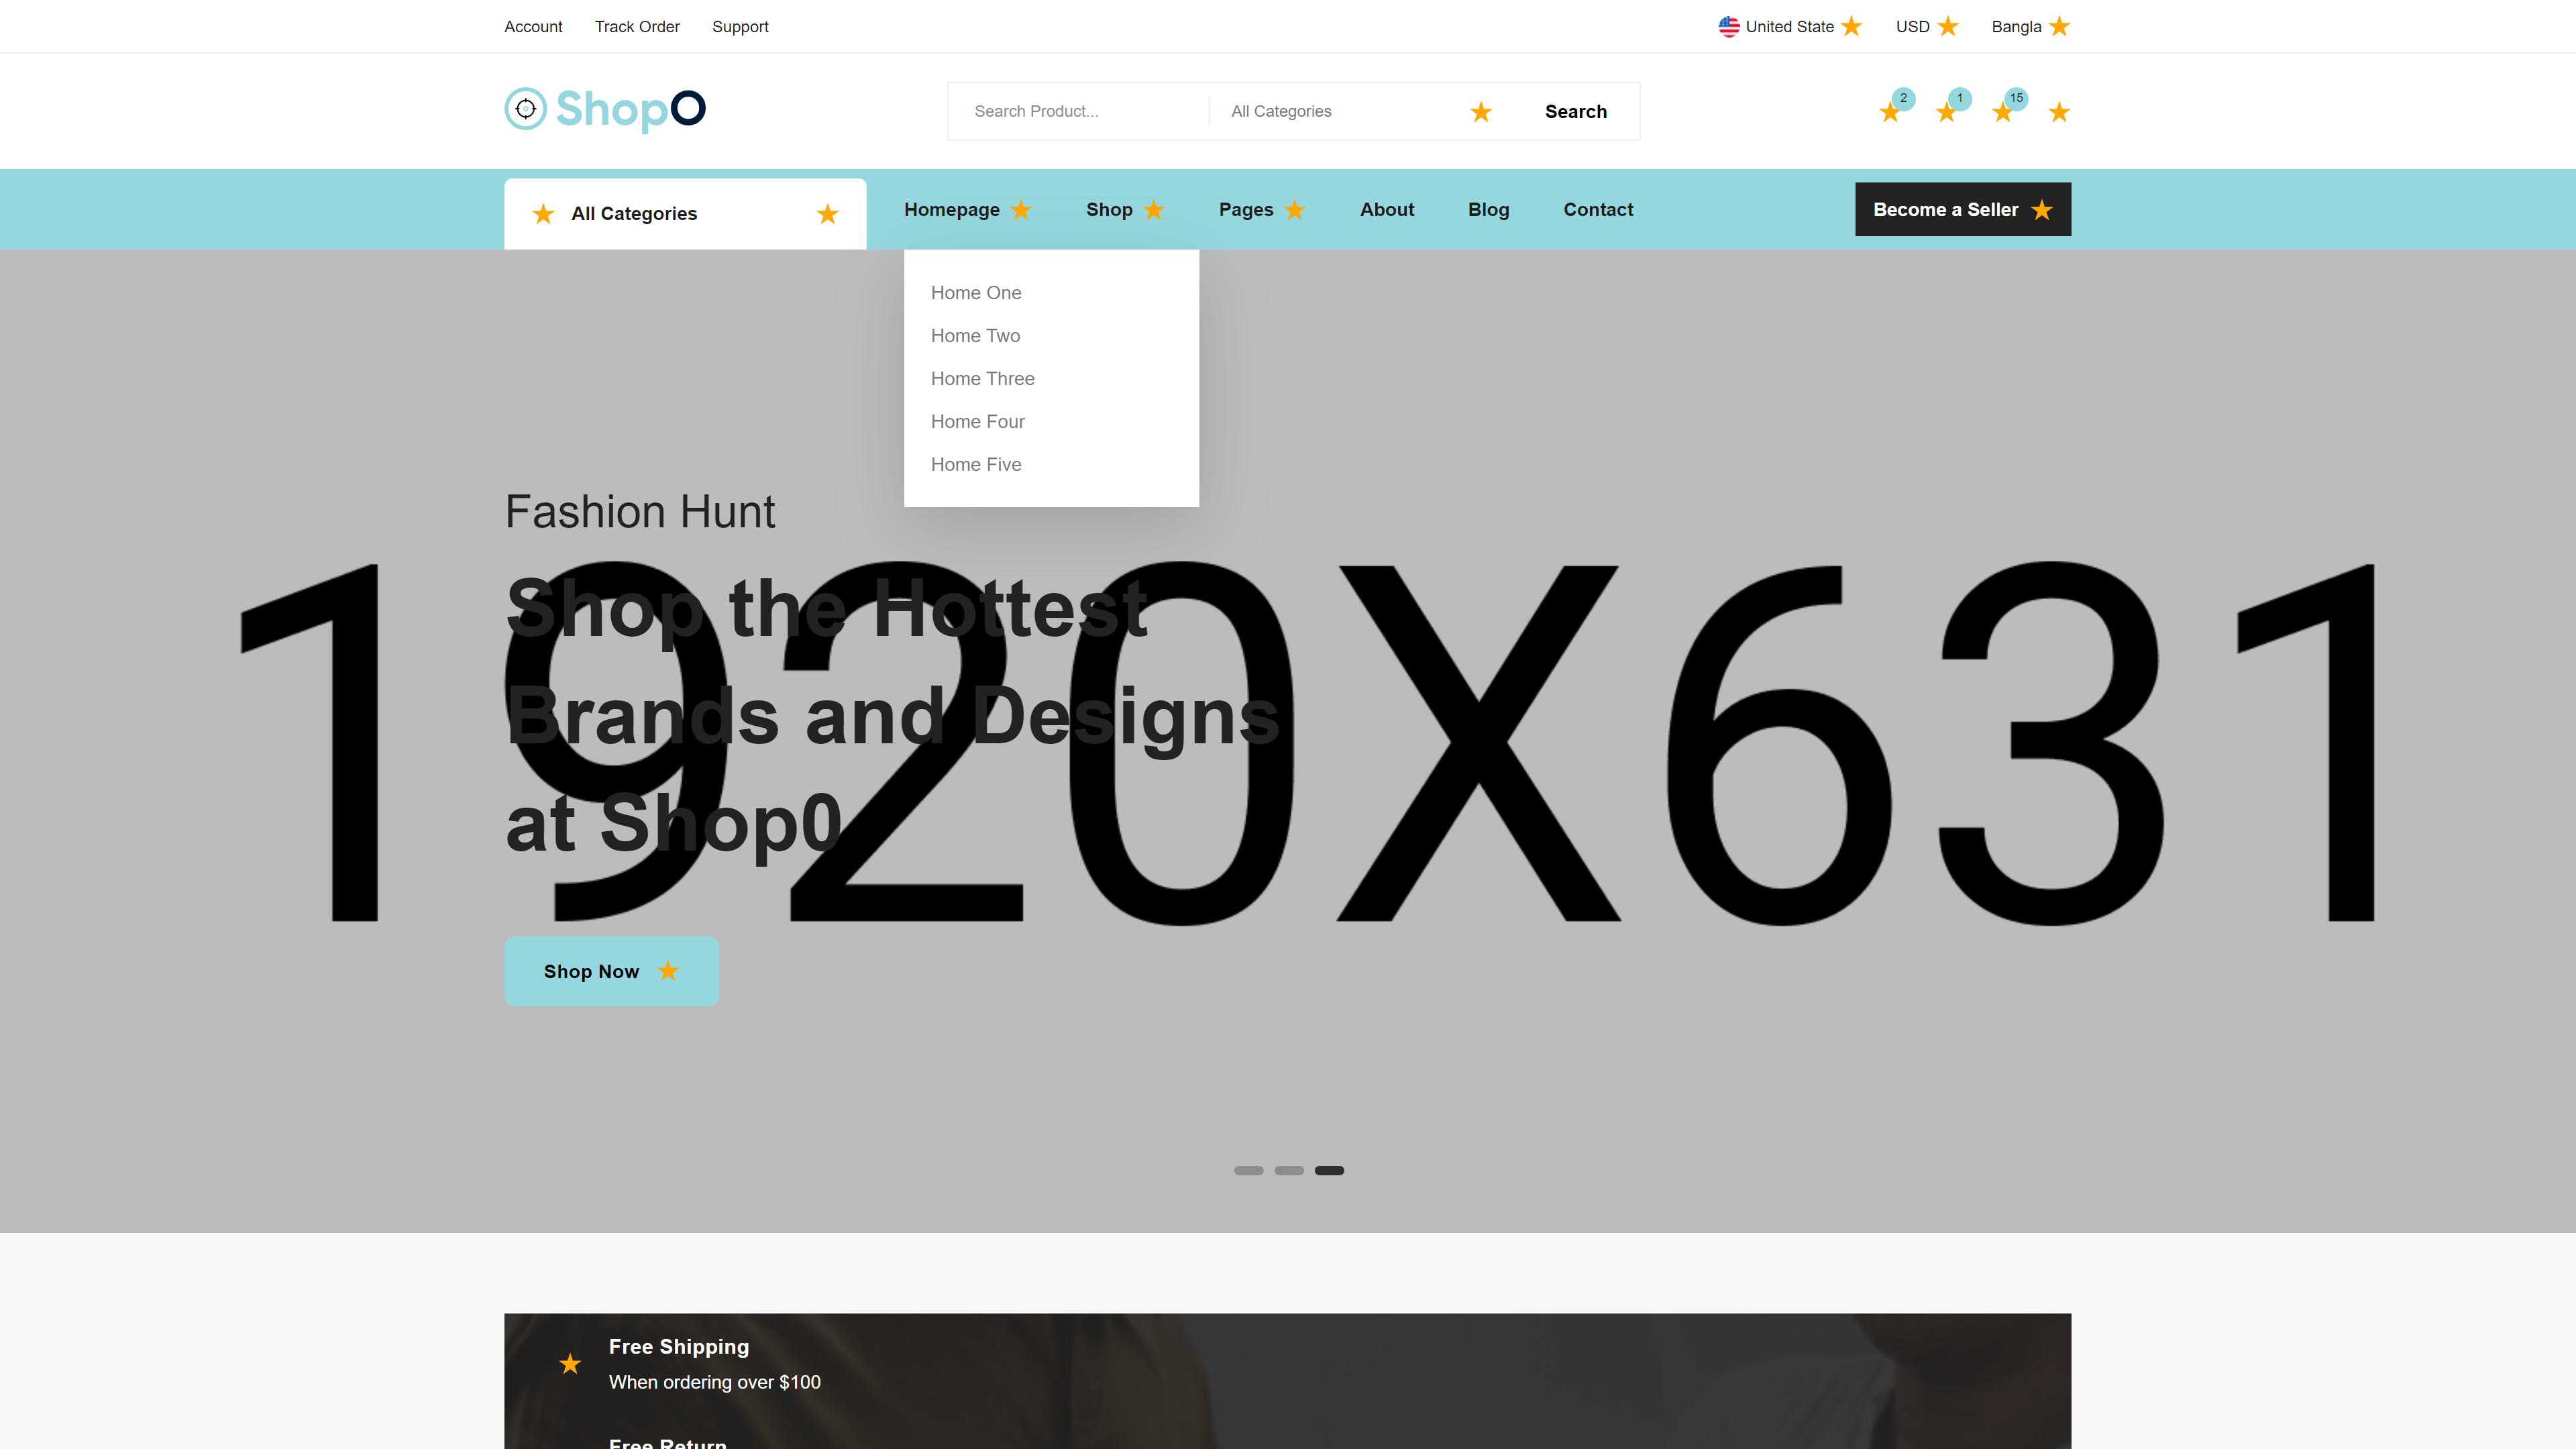 Account Track Order Support United State USD Bangla
ShopO Search Product... All Categories Search 2 1 15
All Categories Homepage Shop Pages About Blog Contact Become a Seller
Home One
Home Two
Home Three
Home Four
Home Five
Fashion Hunt
1920X631
Shop the Hottest
Brands and Designs
at Shop0
Shop Now
Free Shipping
When ordering over $100
Free Return